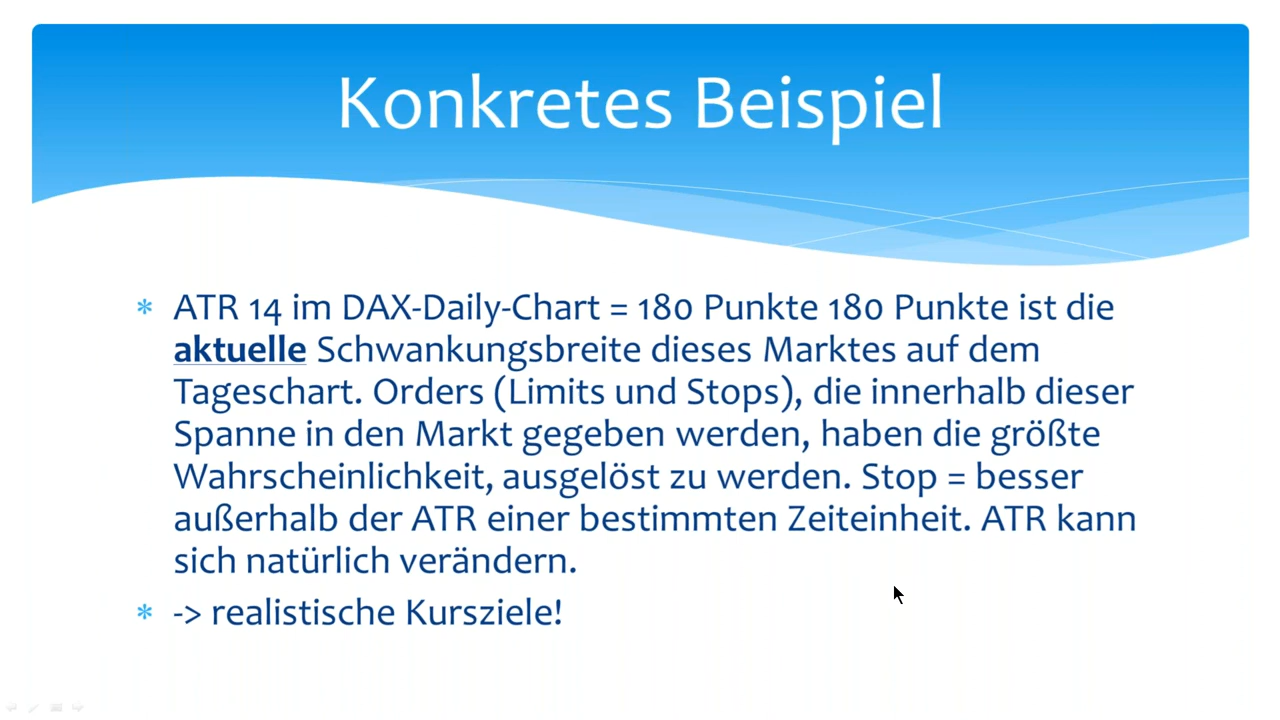 Konkretes Beispiel
* ATR 14 im DAX-Daily-Chart = 180 Punkte 180 Punkte ist die
aktuelle Schwankungsbreite dieses Marktes auf dem
Tageschart. Orders (Limits und Stops), die innerhalb dieser
Spanne in den Markt gegeben werden, haben die größte
Wahrscheinlichkeit, ausgelöst zu werden. Stop = besser
außerhalb der ATR einer bestimmten Zeiteinheit. ATR kann
sich natürlich verändern.
* -> realistische Kursziele!